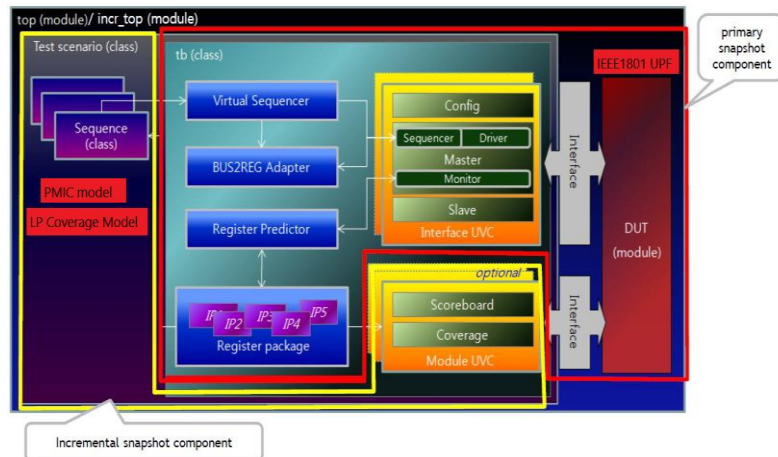 top (module)/ incr_top (module)
primary
snapshot
component
Test scenario (class)
tb (class)
IEEE1801 UPF
Sequence
(class)
Virtual Sequencer
BUS2REG Adapter
Register Predictor
PMIC model
LP Coverage Model
Config
Sequencer
Driver
Master
Monitor
Slave
Interface UVC
Interface
DUT
(module)
optional
IP2
IP3
IP4
IP5
Register package
Scoreboard
Coverage
Module UVC
Interface
Incremental snapshot component